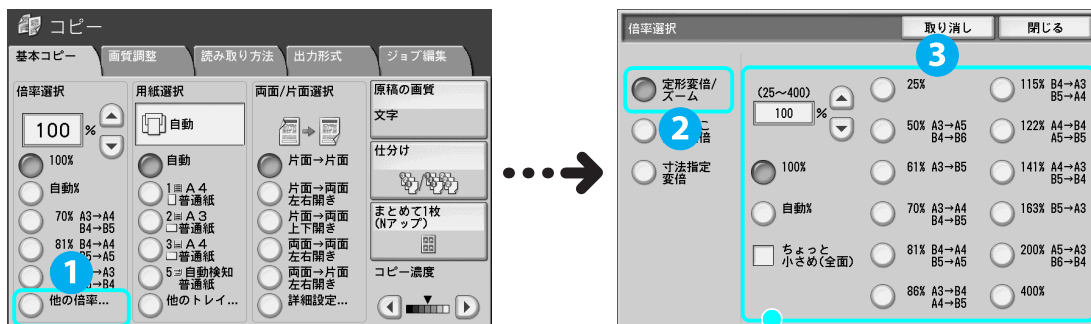 コピー
基本コピー
画質調整
読み取り方法
出力形式
ジョブ編集
倍率選択
100
%
100%
自動%
70% A3→A4
B4→B5
81% B4→A4
B5→A5
→A3
→B4
他の倍率...
1
用紙選択
自動
自動
1 A4
普通紙
2 A3
普通紙
3 A4
普通紙
5 自動検知
普通紙
他のトレイ...
両面/片面選択
片面→片面
片面→両面
左右開き
片面→両面
上下開き
両面→両面
左右開き
両面→片面
左右開き
詳細設定...
原稿の画質
文字
仕分け
まとめて1枚
(Nアップ)
コピー濃度
倍率選択
取り消し
閉じる
3
定形変倍/
ズーム
2
倍
寸法指定
変倍
(25〜400)
100
%
100%
自動%
ちょっと
小さめ(全面)
25%
50% A3→A5
B4→B6
61% A3→B5
70% A3→A4
B4→B5
81% B4→A4
B5→A5
86% A3→B4
A4→B5
115% B4→A3
B5→A4
122% A4→B4
A5→B5
141% A4→A3
B5→B4
163% B5→A3
200% A5→A3
B6→B4
400%